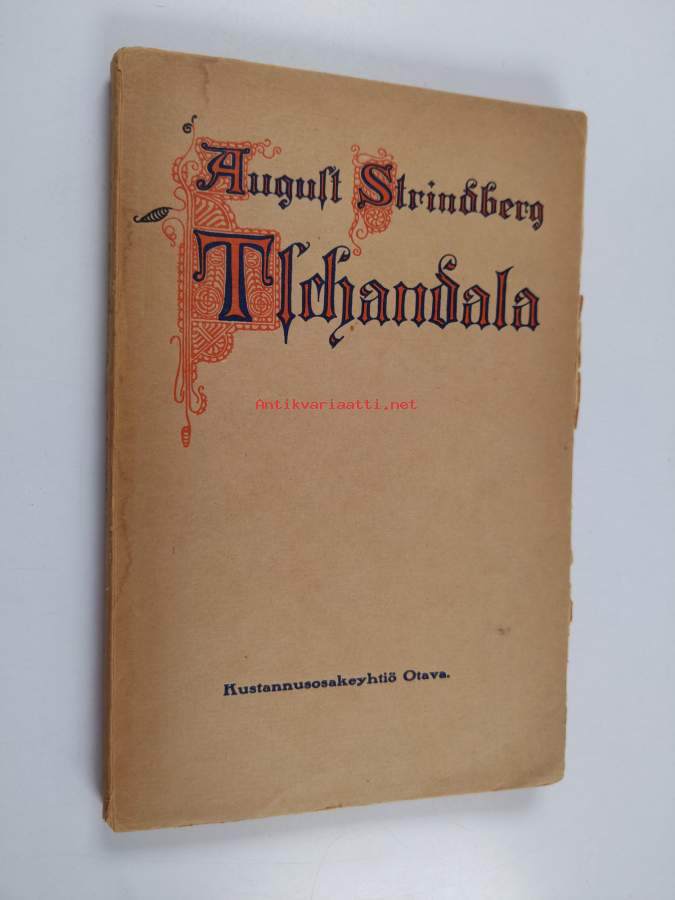 August Strindberg
Tschandala
Antikvariaatti.net
Kustannusosakeyhtiö Otava.